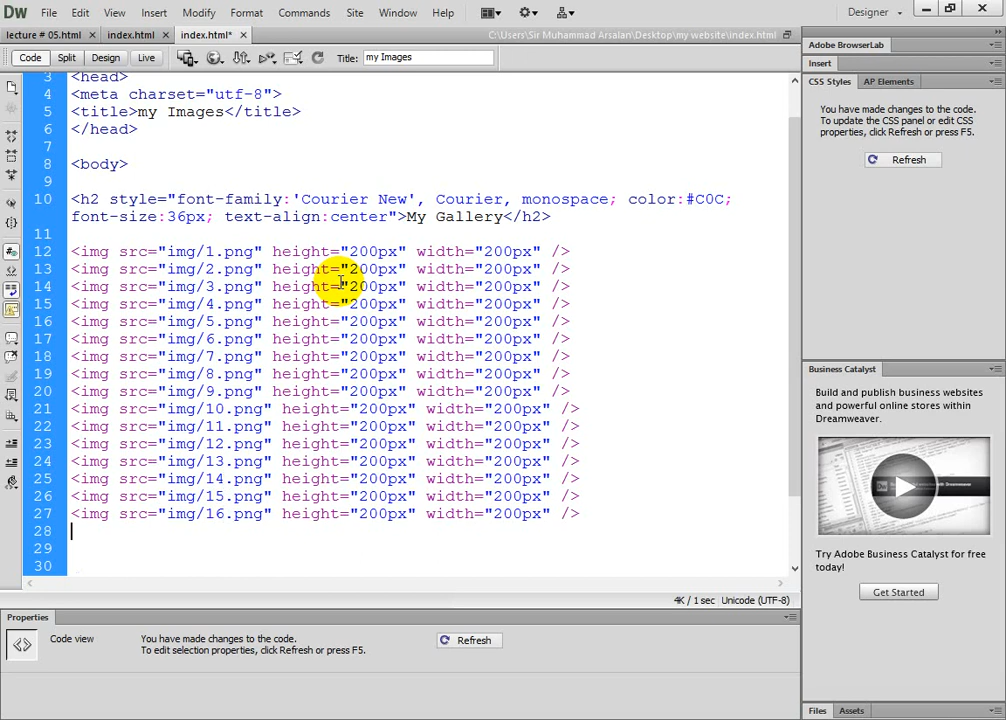 DW File Edit View Insert Modify Format Commands Site Window Help Designer
lecture # 05.html × index.html × index.html* × C:\Users\Sir Muhammad Arsalan\Desktop\my website\index.html
Code Split Design Live Title: my Images
3 <head>
4 <meta charset="utf-8">
5 <title>my Images</title>
6 </head>
7
8 <body>
9
10 <h2 style="font-family:'Courier New', Courier, monospace; color:#C0C;
font-size:36px; text-align:center">My Gallery</h2>
11
12 <img src="img/1.png" height="200px" width="200px" />
13 <img src="img/2.png" height="200px" width="200px" />
14 <img src="img/3.png" height="200px" width="200px" />
15 <img src="img/4.png" height="200px" width="200px" />
16 <img src="img/5.png" height="200px" width="200px" />
17 <img src="img/6.png" height="200px" width="200px" />
18 <img src="img/7.png" height="200px" width="200px" />
19 <img src="img/8.png" height="200px" width="200px" />
20 <img src="img/9.png" height="200px" width="200px" />
21 <img src="img/10.png" height="200px" width="200px" />
22 <img src="img/11.png" height="200px" width="200px" />
23 <img src="img/12.png" height="200px" width="200px" />
24 <img src="img/13.png" height="200px" width="200px" />
25 <img src="img/14.png" height="200px" width="200px" />
26 <img src="img/15.png" height="200px" width="200px" />
27 <img src="img/16.png" height="200px" width="200px" />
28
29
30
4K / 1 sec Unicode (UTF-8)
Properties
Code view
You have made changes to the code.
To edit selection properties, click Refresh or press F5.
Refresh
Adobe BrowserLab
Insert
CSS Styles AP Elements
You have made changes to the code.
To update the CSS panel or edit CSS
properties, click Refresh or press F5.
Refresh
Business Catalyst
Build and publish business websites
and powerful online stores within
Dreamweaver.
Try Adobe Business Catalyst for free
today!
Get Started
Files Assets